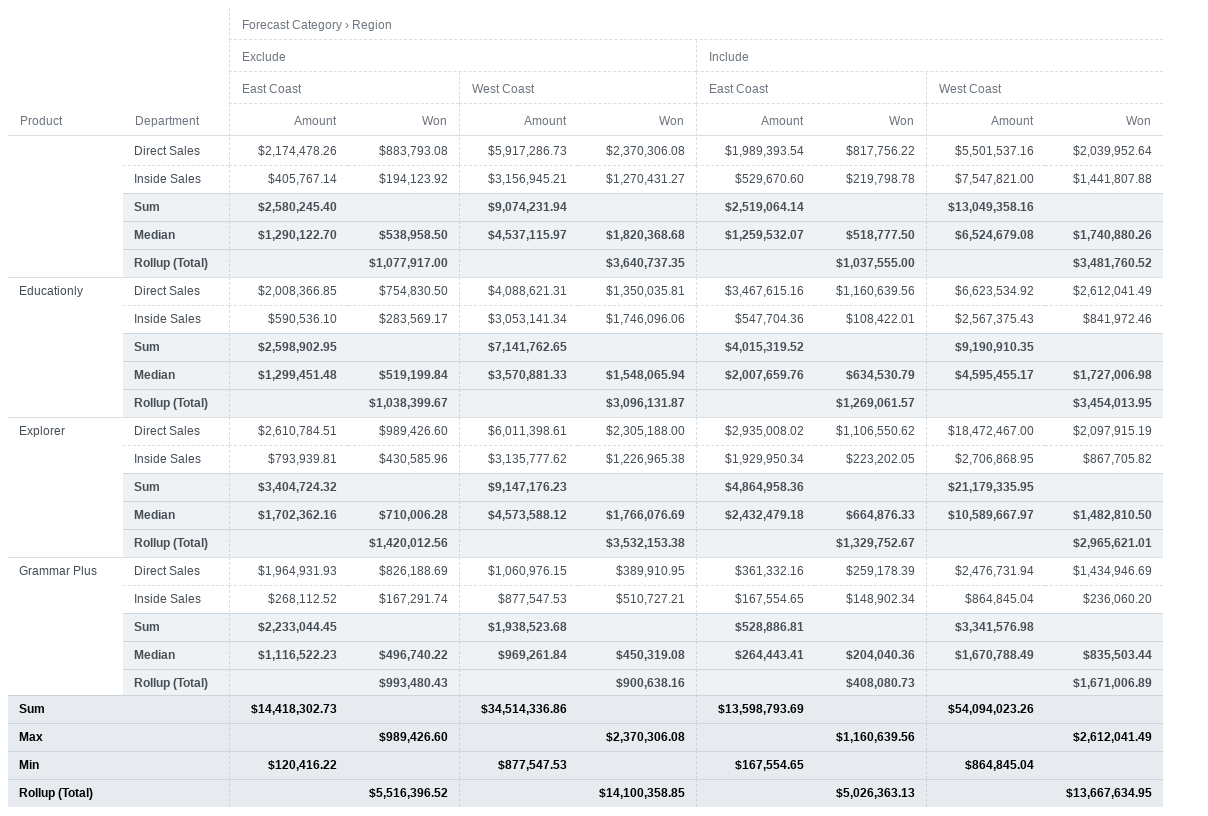 Forecast Category › Region
Exclude Include
East Coast West Coast East Coast West Coast
Product Department Amount Won Amount Won Amount Won Amount Won
Direct Sales $2,174,478.26 $883,793.08 $5,917,286.73 $2,370,306.08 $1,989,393.54 $817,756.22 $5,501,537.16 $2,039,952.64
Inside Sales $405,767.14 $194,123.92 $3,156,945.21 $1,270,431.27 $529,670.60 $219,798.78 $7,547,821.00 $1,441,807.88
Sum $2,580,245.40 $9,074,231.94 $2,519,064.14 $13,049,358.16
Median $1,290,122.70 $538,958.50 $4,537,115.97 $1,820,368.68 $1,259,532.07 $518,777.50 $6,524,679.08 $1,740,880.26
Rollup (Total) $1,077,917.00 $3,640,737.35 $1,037,555.00 $3,481,760.52
Educationly Direct Sales $2,008,366.85 $754,830.50 $4,088,621.31 $1,350,035.81 $3,467,615.16 $1,160,639.56 $6,623,534.92 $2,612,041.49
Inside Sales $590,536.10 $283,569.17 $3,053,141.34 $1,746,096.06 $547,704.36 $108,422.01 $2,567,375.43 $841,972.46
Sum $2,598,902.95 $7,141,762.65 $4,015,319.52 $9,190,910.35
Median $1,299,451.48 $519,199.84 $3,570,881.33 $1,548,065.94 $2,007,659.76 $634,530.79 $4,595,455.17 $1,727,006.98
Rollup (Total) $1,038,399.67 $3,096,131.87 $1,269,061.57 $3,454,013.95
Explorer Direct Sales $2,610,784.51 $989,426.60 $6,011,398.61 $2,305,188.00 $2,935,008.02 $1,106,550.62 $18,472,467.00 $2,097,915.19
Inside Sales $793,939.81 $430,585.96 $3,135,777.62 $1,226,965.38 $1,929,950.34 $223,202.05 $2,706,868.95 $867,705.82
Sum $3,404,724.32 $9,147,176.23 $4,864,958.36 $21,179,335.95
Median $1,702,362.16 $710,006.28 $4,573,588.12 $1,766,076.69 $2,432,479.18 $664,876.33 $10,589,667.97 $1,482,810.50
Rollup (Total) $1,420,012.56 $3,532,153.38 $1,329,752.67 $2,965,621.01
Grammar Plus Direct Sales $1,964,931.93 $826,188.69 $1,060,976.15 $389,910.95 $361,332.16 $259,178.39 $2,476,731.94 $1,434,946.69
Inside Sales $268,112.52 $167,291.74 $877,547.53 $510,727.21 $167,554.65 $148,902.34 $864,845.04 $236,060.20
Sum $2,233,044.45 $1,938,523.68 $528,886.81 $3,341,576.98
Median $1,116,522.23 $496,740.22 $969,261.84 $450,319.08 $264,443.41 $204,040.36 $1,670,788.49 $835,503.44
Rollup (Total) $993,480.43 $900,638.16 $408,080.73 $1,671,006.89
Sum $14,418,302.73 $34,514,336.86 $13,598,793.69 $54,094,023.26
Max $989,426.60 $2,370,306.08 $1,160,639.56 $2,612,041.49
Min $120,416.22 $877,547.53 $167,554.65 $864,845.04
Rollup (Total) $5,516,396.52 $14,100,358.85 $5,026,363.13 $13,667,634.95